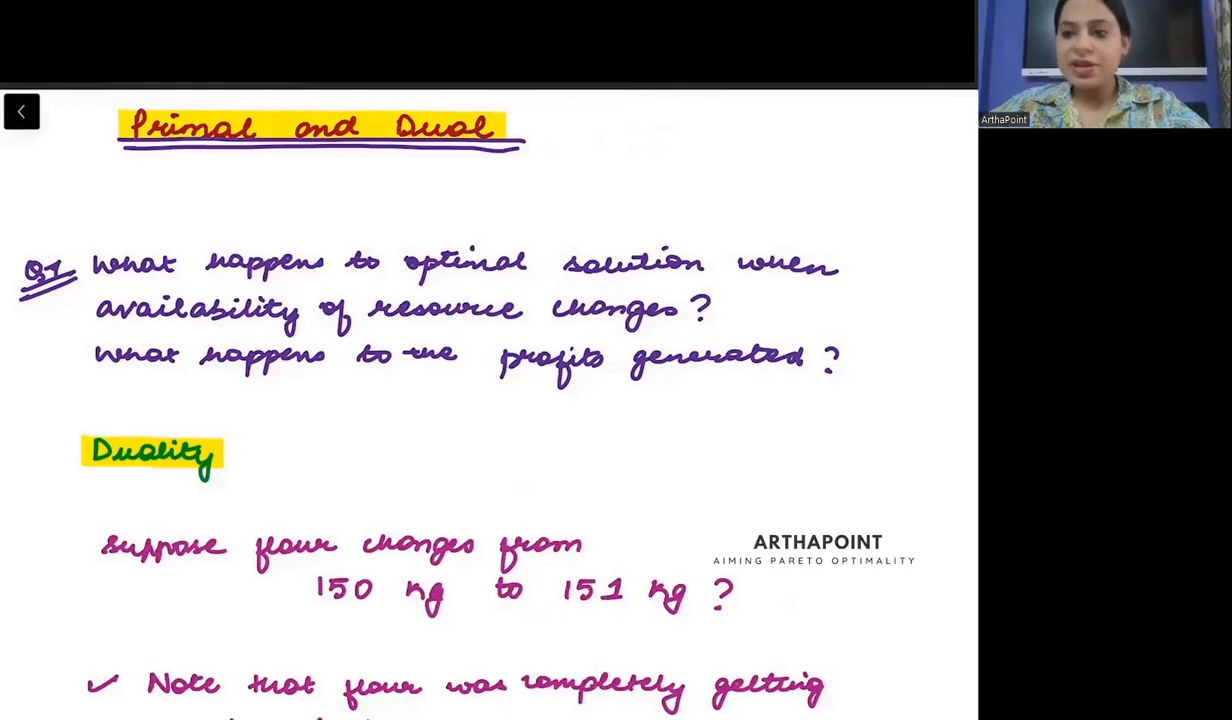 Primal and Dual
ArthaPoint
Q1 What happens to optimal solution when
availability of resource changes?
What happens to the profits generated?
Duality
Suppose flour changes from
150 kg to 151 kg?
ARTHAPOINT
AIMING PARETO OPTIMALITY
✓ Note that flour was completely getting